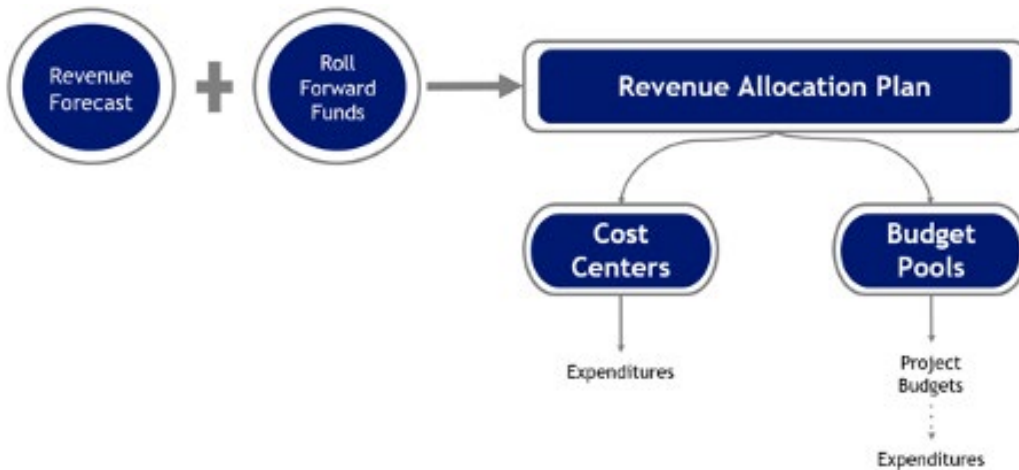 Revenue
Forecast
Roll
Forward
Funds
Revenue Allocation Plan
Cost
Centers
Budget
Pools
Expenditures
Project
Budgets
Expenditures